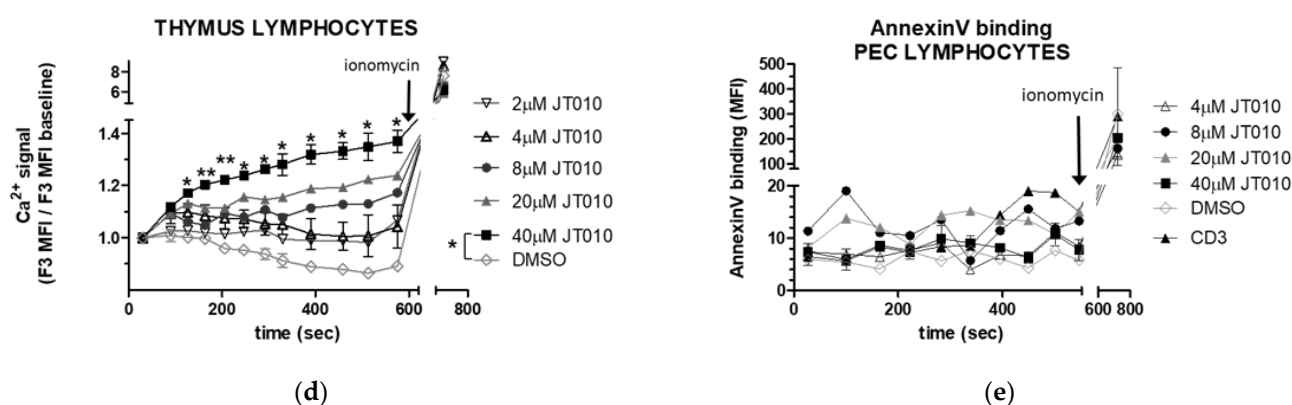 THYMUS LYMPHOCYTES
ionomycin
Ca2+ signal
(F3 MFI / F3 MFI baseline)
8
6
1.4
1.2
1.0
* ** ** * * * * * * *
0 200 400 600 800
time (sec)
2μM JT010
4μM JT010
8μM JT010
20μM JT010
40μM JT010
*
DMSO
(d)
AnnexinV binding
PEC LYMPHOCYTES
ionomycin
AnnexinV binding (MFI)
500
400
300
200
100
20
10
0
0 200 400 600 800
time (sec)
4μM JT010
8μM JT010
20μM JT010
40μM JT010
DMSO
CD3
(e)